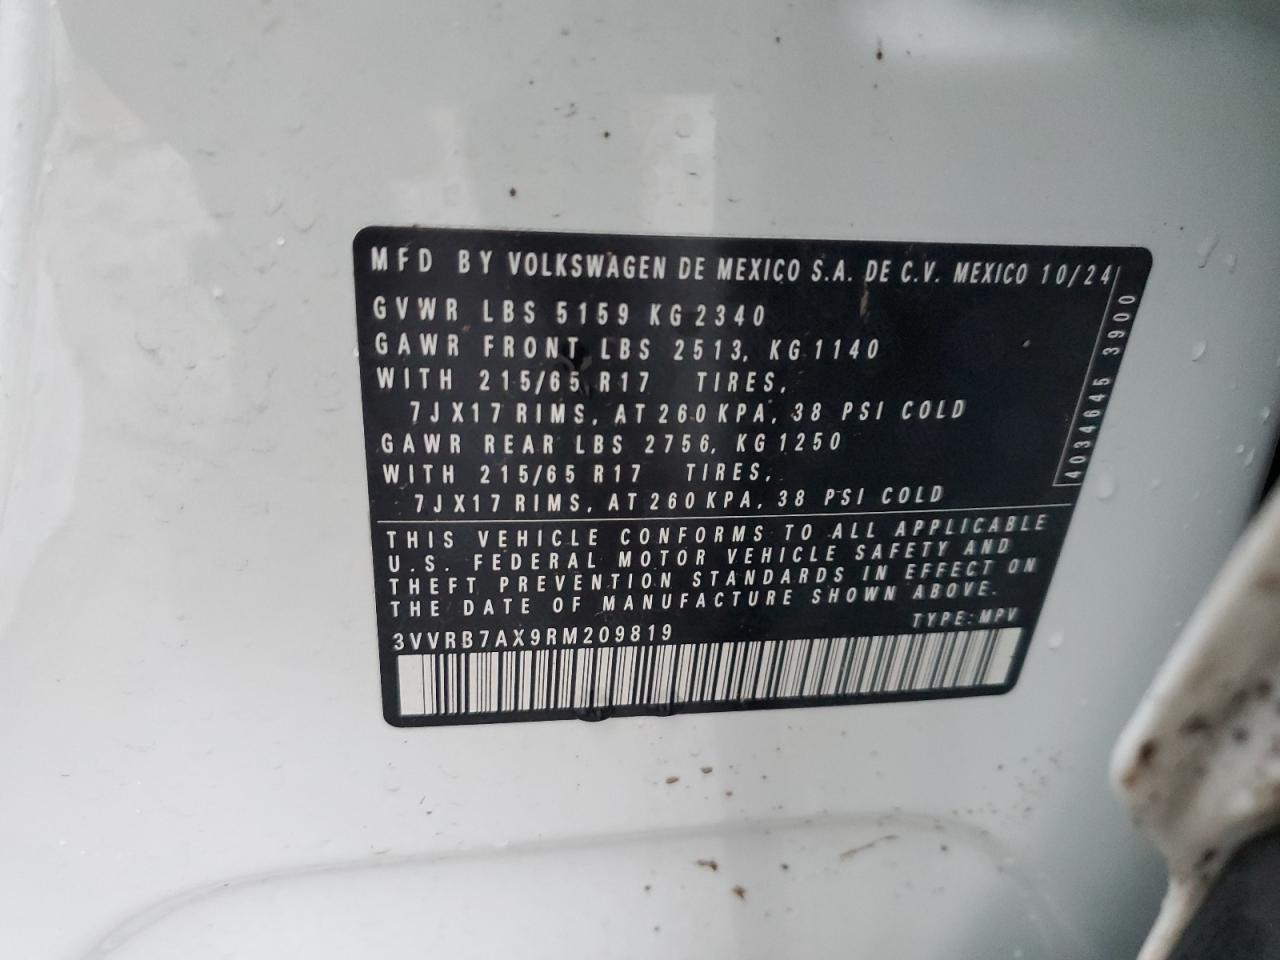 MFD BY VOLKSWAGEN DE MEXICO S.A. DE C.V. MEXICO 10/24
GVWR LBS 5159 KG 2340
GAWR FRONT LBS 2513, KG 1140
WITH 215/65 R17 TIRES,
7JX17 RIMS, AT 260 KPA, 38 PSI COLD
GAWR REAR LBS 2756, KG 1250
WITH 215/65 R17 TIRES,
7JX17 RIMS, AT 260 KPA, 38 PSI COLD
4034645 3900
THIS VEHICLE CONFORMS TO ALL APPLICABLE
U.S. FEDERAL MOTOR VEHICLE SAFETY AND
THEFT PREVENTION STANDARDS IN EFFECT ON
THE DATE OF MANUFACTURE SHOWN ABOVE.
3VVRB7AX9RM209819 TYPE: MPV